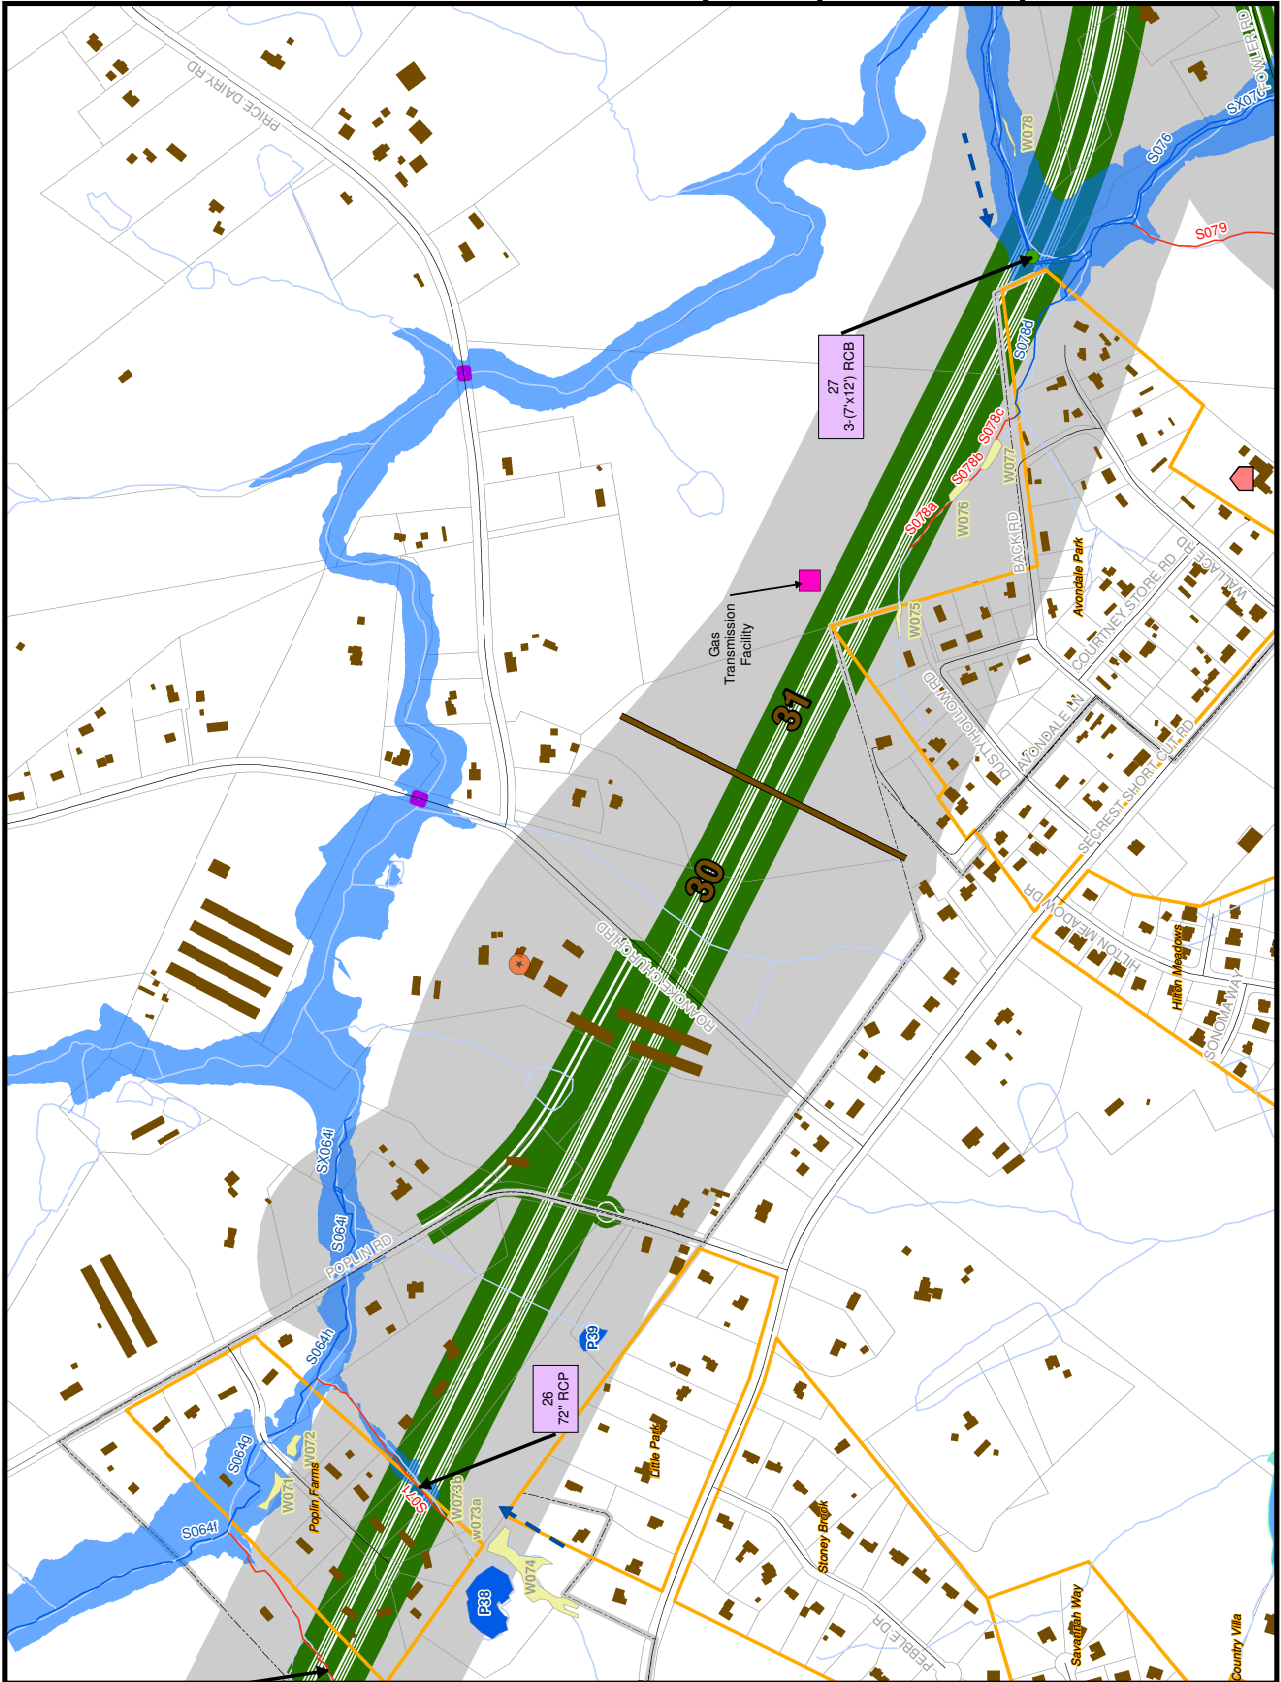 PRICE DAIRY RD
FOWLER RD
W078
S076
S079
27
3-(7'x12') RCB
S078d
S078c
S078b
S078a
W077
W076
W075
BACK RD
Avondale Park
COURTNEY STORE RD
WALLACE RD
Gas
Transmission
Facility
31
30
DUSTY HOLLOW RD
AVONDALE LN
SECREST SHORT CUT RD
HILTON MEADOW DR
HILTON MEADOW
Hilton Meadows
SONOMA WAY
ROANOKE CHURCH RD
SX064i
S064i
POPLIN RD
S064h
P39
26
72" RCP
S064g
W072
W071
Poplin Farms
S064f
S071
W073b
w073a
W074
P38
Little Park
Stoney Brook
PEBBLE DR
Savannah Way
Country Villa